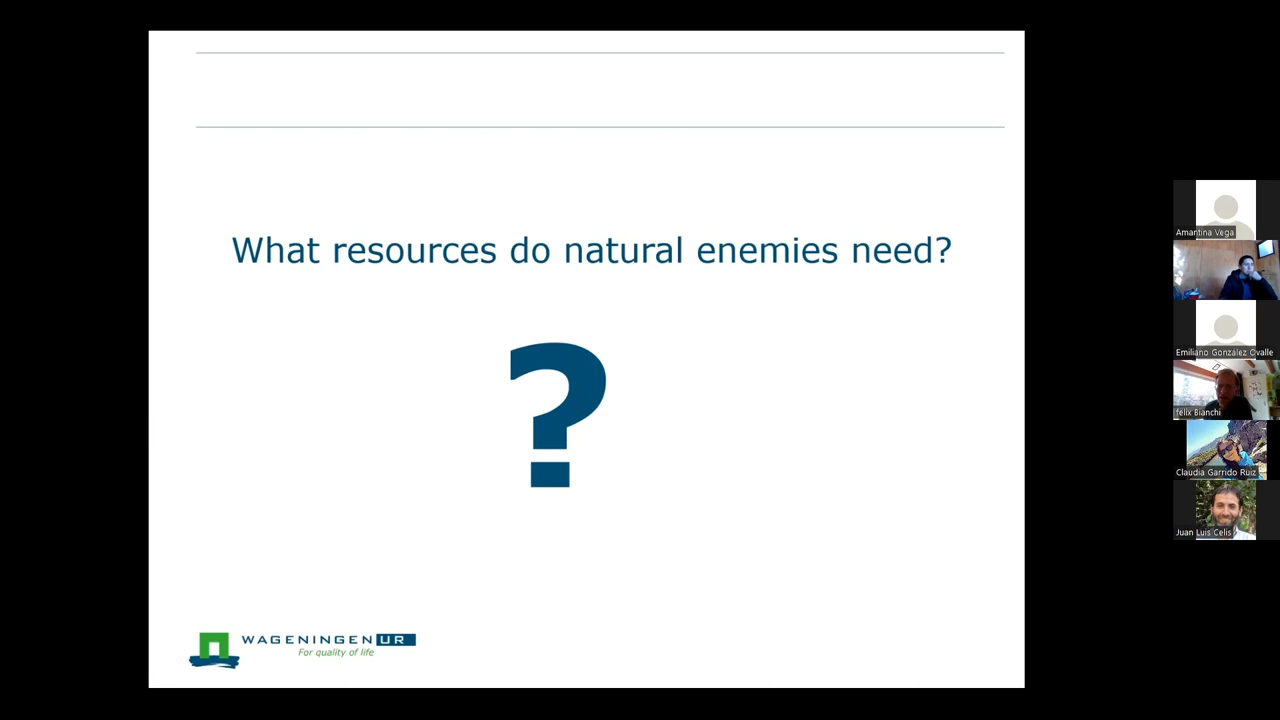 What resources do natural enemies need?
?
WAGENINGEN UR
For quality of life
Amantina Vega
Emiliano González Ovalle
felix Bianchi
Claudia Garrido Ruiz
Juan Luis Celis